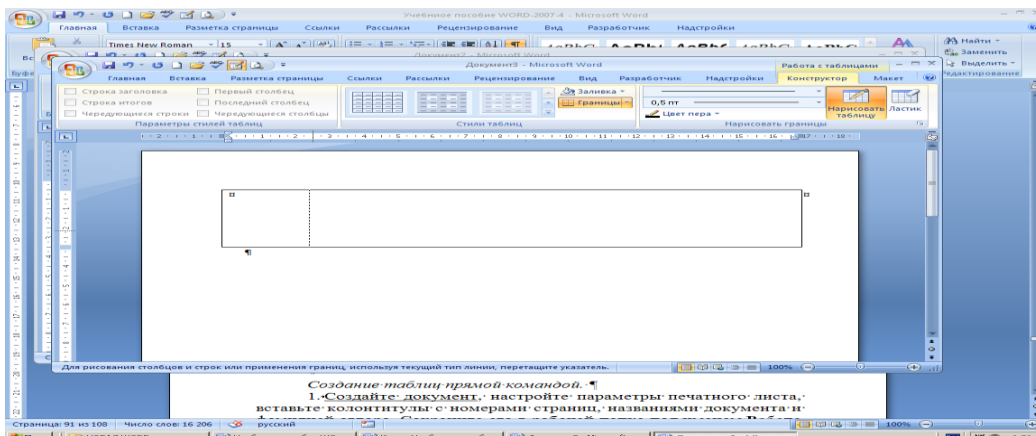 Учебниое пособие WORD-2007-4 - Microsoft Word
Главная Вставка Разметка страницы Ссылки Рассылки Рецензирование Вид Разработчик Надстройки
Times New Roman 15
Найти
Заменить
Выделить
Редактирование
Документ3 - Microsoft Word
Работа с таблицами
Главная Вставка Разметка страницы Ссылки Рассылки Рецензирование Вид Разработчик Надстройки Конструктор Макет
Строка заголовка Первый столбец
Строка итогов Последний столбец
Чередующиеся строки Чередующиеся столбцы
Параметры стилей таблиц
Стили таблиц
Заливка
Границы
0,5 пт
Цвет пера
Нарисовать таблицу
Ластик
Нарисовать границы
Для рисования столбцов и строк или изменения границ, используя текущий тип линии, перетащите указатель.
100%
Создание таблиц прямой командой.
1. Создайте документ, настройте параметры печатного листа,
вставьте колонтитулы с номерами страниц, названиями документа и
Страница: 91 из 108 Число слов: 16 206 русский 100%